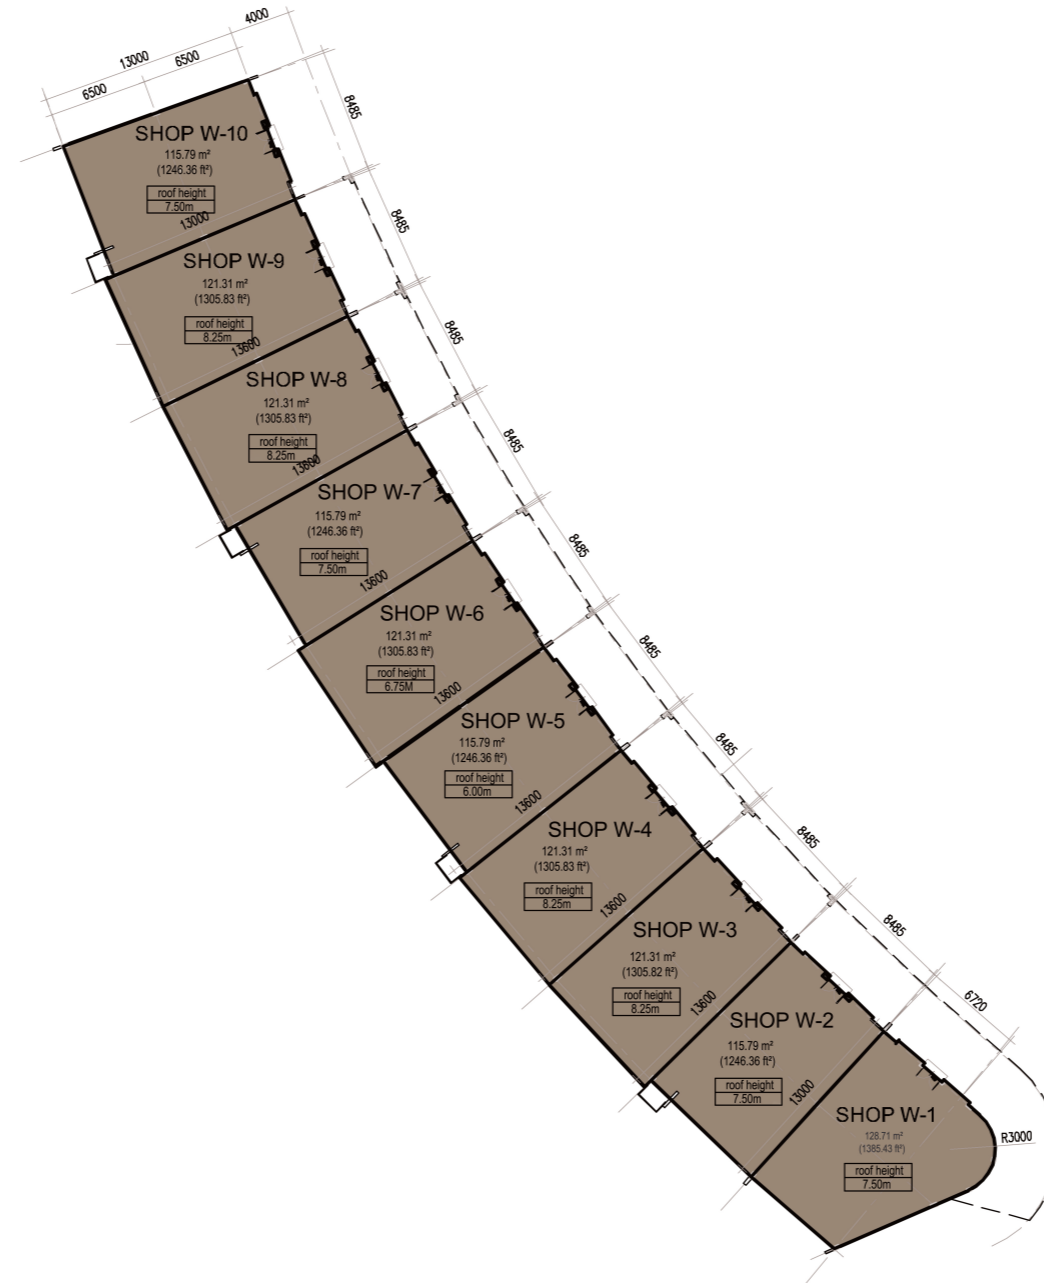 4000
13000
6500
6500
8485
SHOP W-10
115.79 m²
(1246.36 ft²)
roof height
7.50m
13000
8485
SHOP W-9
121.31 m²
(1305.83 ft²)
roof height
8.25m
13600
8485
SHOP W-8
121.31 m²
(1305.83 ft²)
roof height
8.25m
13600
8485
SHOP W-7
115.79 m²
(1246.36 ft²)
roof height
7.50m
13600
8485
SHOP W-6
121.31 m²
(1305.83 ft²)
roof height
6.75M
13600
8485
SHOP W-5
115.79 m²
(1246.36 ft²)
roof height
6.00m
13600
8485
SHOP W-4
121.31 m²
(1305.83 ft²)
roof height
8.25m
13600
8485
SHOP W-3
121.31 m²
(1305.82 ft²)
roof height
8.25m
13600
8485
SHOP W-2
115.79 m²
(1246.36 ft²)
roof height
7.50m
13000
6720
SHOP W-1
128.71 m²
(1385.43 ft²)
roof height
7.50m
R3000